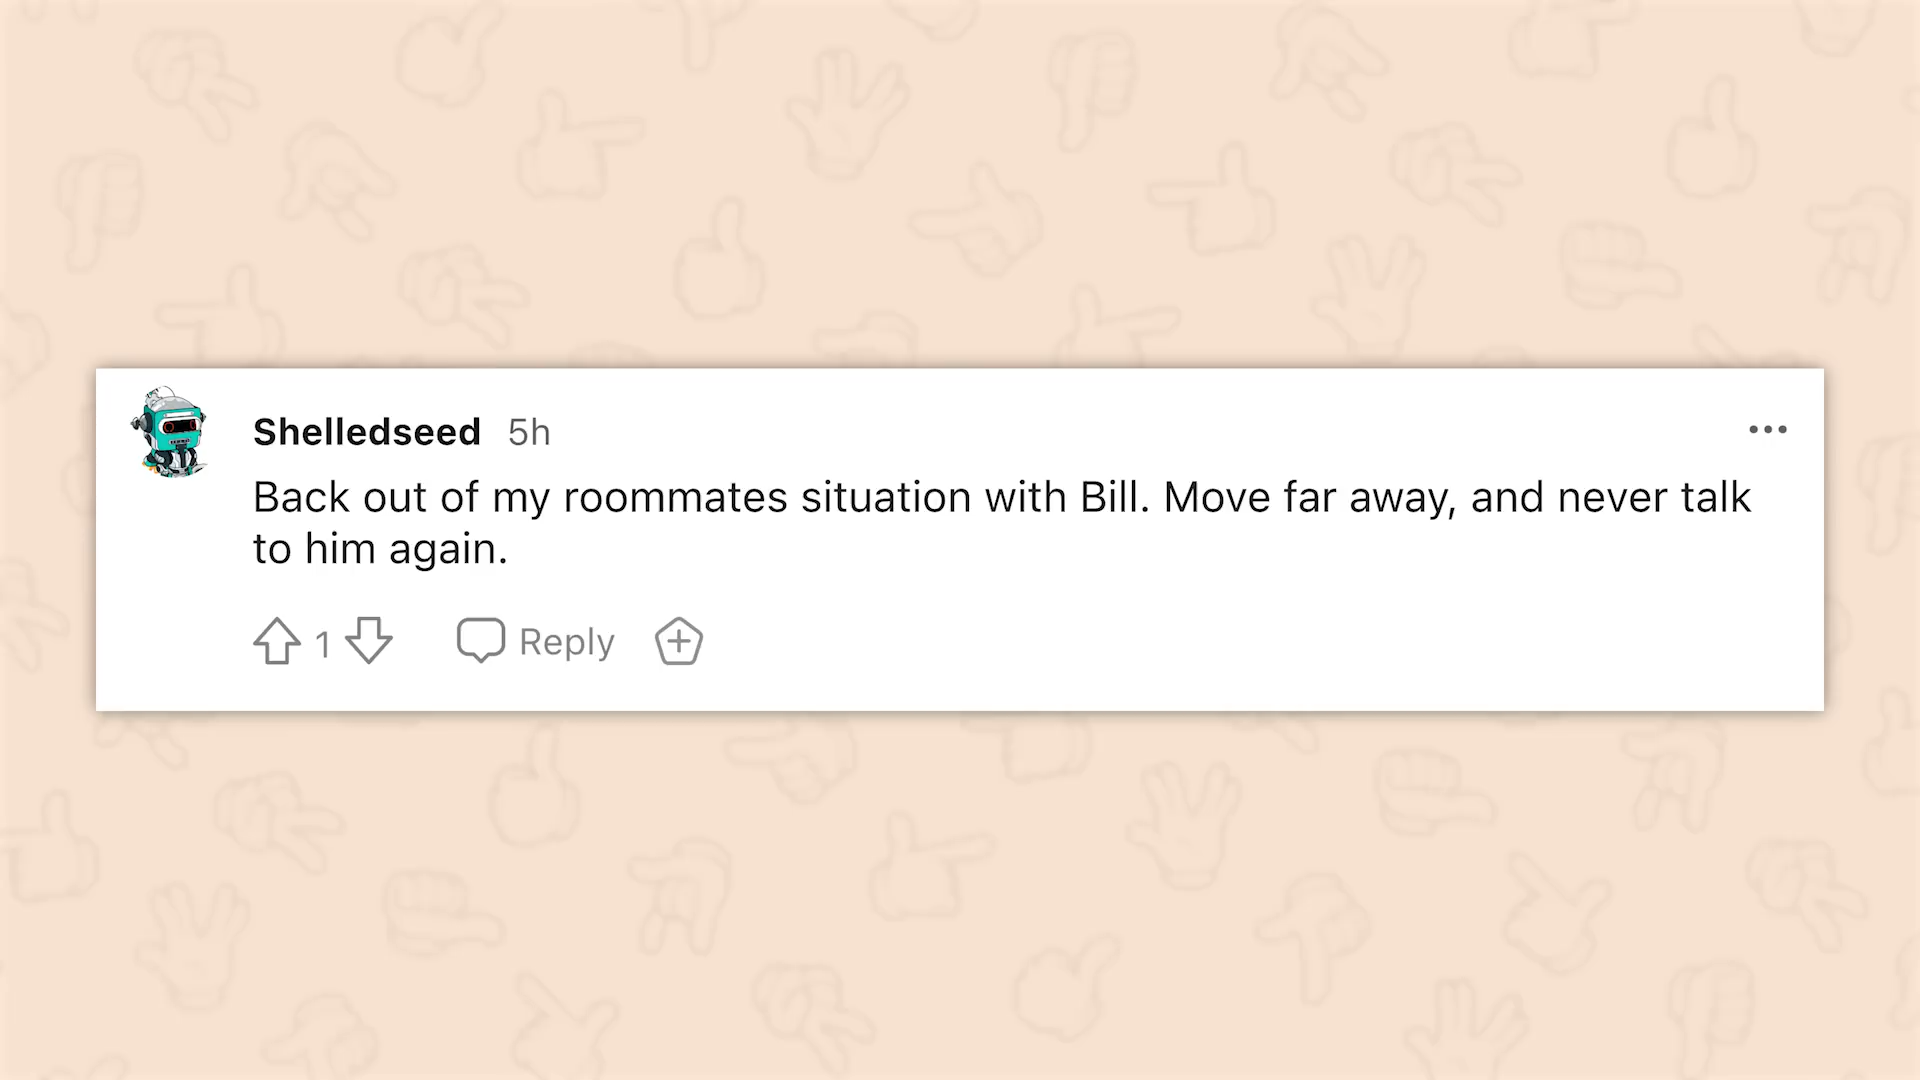 Shelledseed 5h
Back out of my roommates situation with Bill. Move far away, and never talk
to him again.
1 Reply